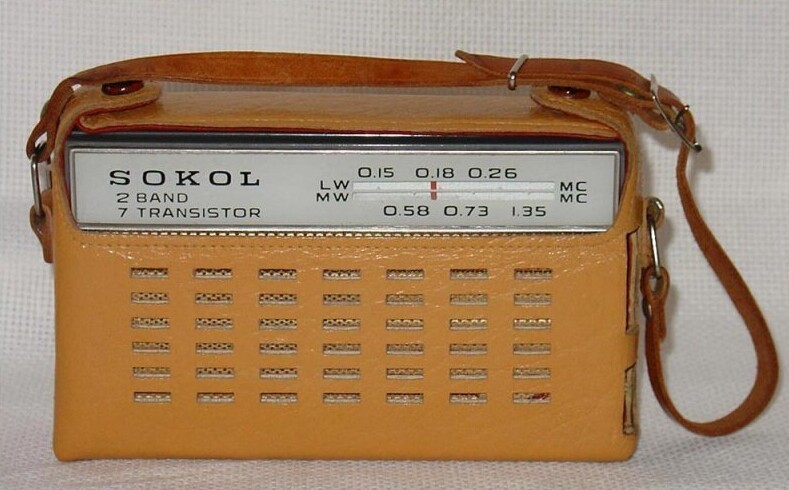 SOKOL
2 BAND
7 TRANSISTOR
0.15 0.18 0.26
LW MC
MW MC
0.58 0.73 1.35